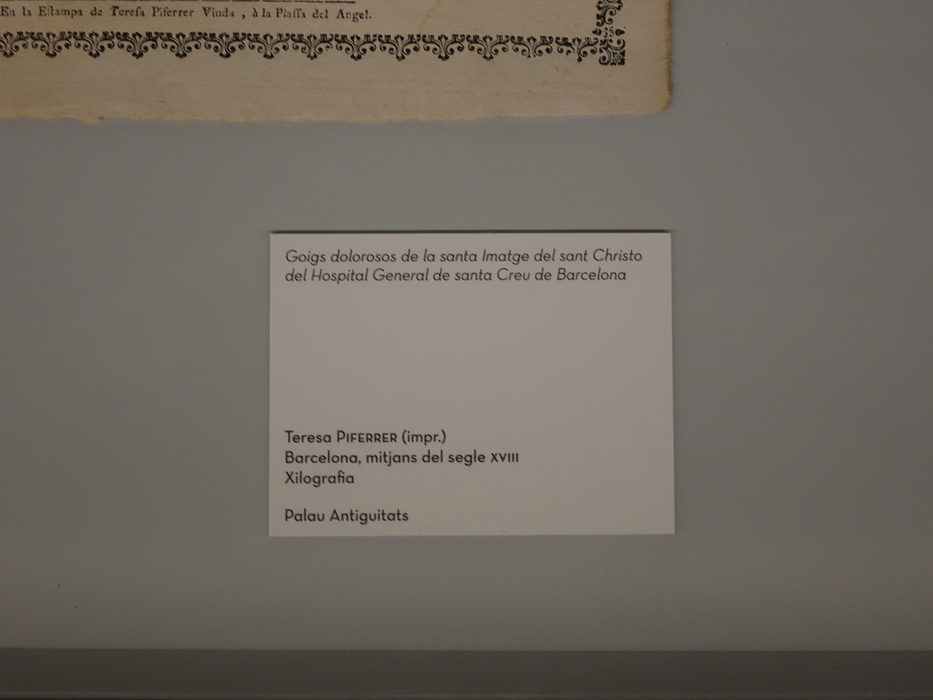 En la Eſtampa de Tereſa Piferrer Viuda , à la Plaſſa del Angel.
Goigs dolorosos de la santa Imatge del sant Christo
del Hospital General de santa Creu de Barcelona
Teresa PIFERRER (impr.)
Barcelona, mitjans del segle XVIII
Xilografia
Palau Antiguitats